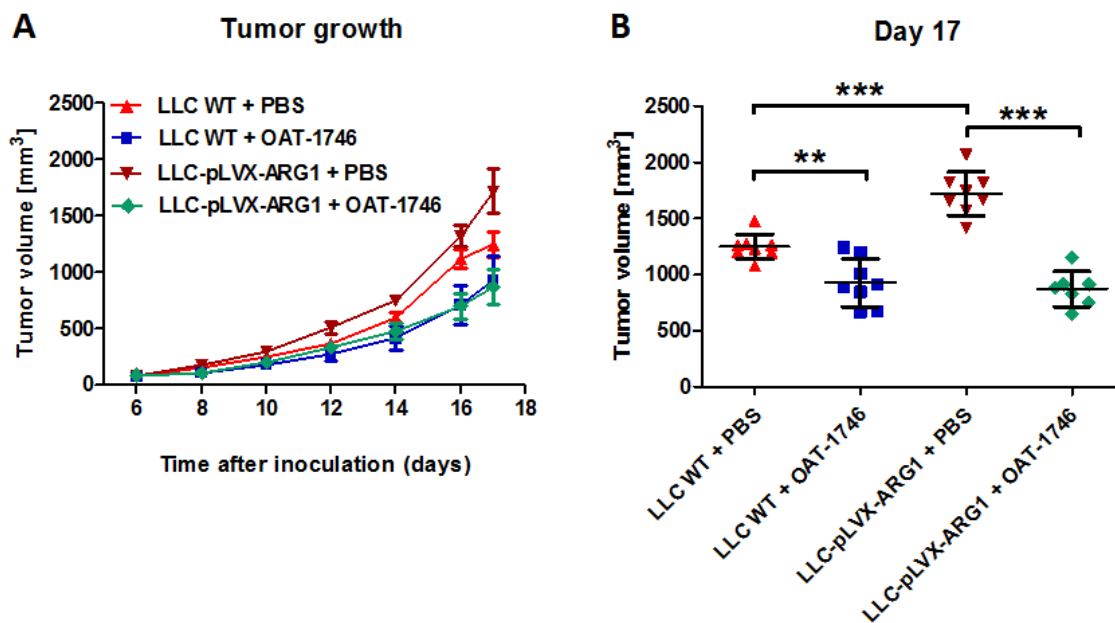 A
Tumor growth
Tumor volume [mm³]
2500
2000
1500
1000
500
0
LLC WT + PBS
LLC WT + OAT-1746
LLC-pLVX-ARG1 + PBS
LLC-pLVX-ARG1 + OAT-1746
6 8 10 12 14 16 18
Time after inoculation (days)
B
Day 17
Tumor volume [mm³]
2500
2000
1500
1000
500
0
***
***
**
LLC WT + PBS
LLC WT + OAT-1746
LLC-pLVX-ARG1 + PBS
LLC-pLVX-ARG1 + OAT-1746